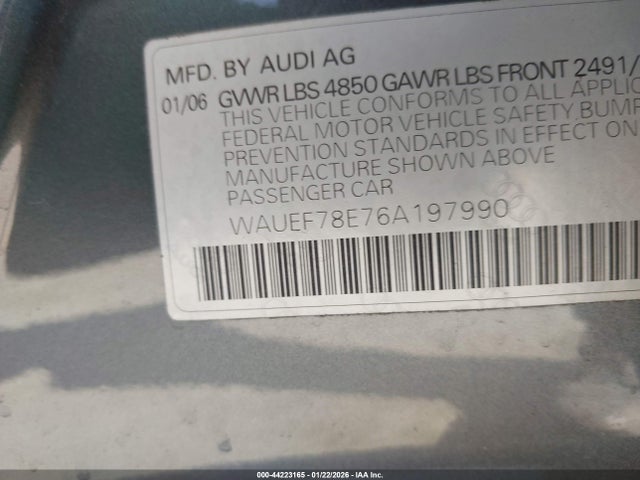 MFD. BY AUDI AG
01/06 GVWR LBS 4850 GAWR LBS FRONT 2491/
THIS VEHICLE CONFORMS TO ALL APPLIC
FEDERAL MOTOR VEHICLE SAFETY, BUMP
PREVENTION STANDARDS IN EFFECT ON
MANUFACTURE SHOWN ABOVE
PASSENGER CAR
WAUEF78E76A197990
000-44223165 - 01/22/2026 - IAA Inc.